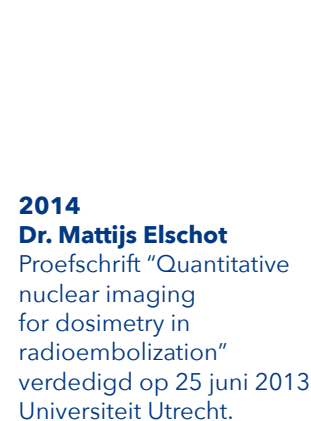 2014
Dr. Mattijs Elschot
Proefschrift “Quantitative
nuclear imaging
for dosimetry in
radioembolization”
verdedigd op 25 juni 2013
Universiteit Utrecht.